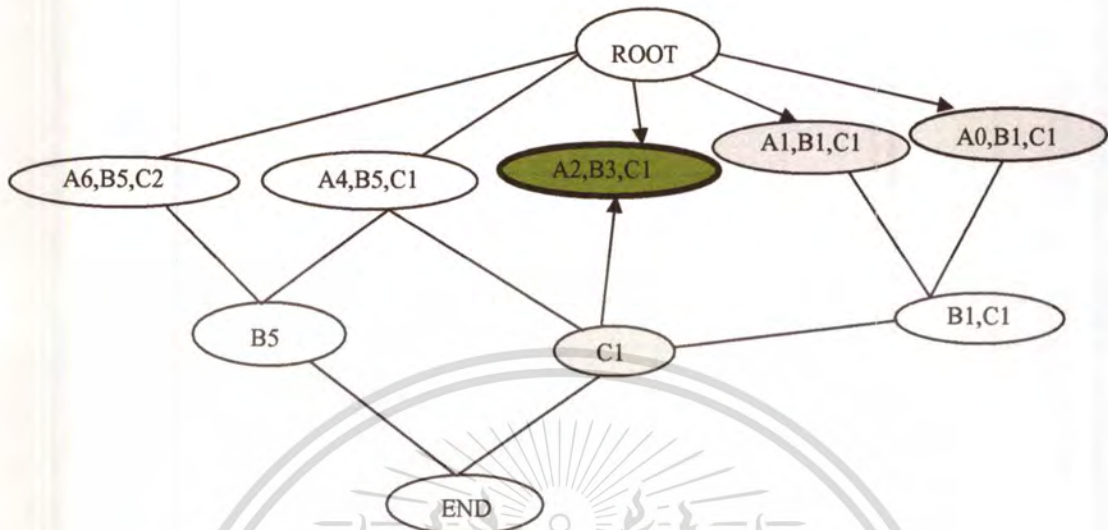 ROOT
A6,B5,C2
A4,B5,C1
A2,B3,C1
A1,B1,C1
A0,B1,C1
B5
C1
B1,C1
END